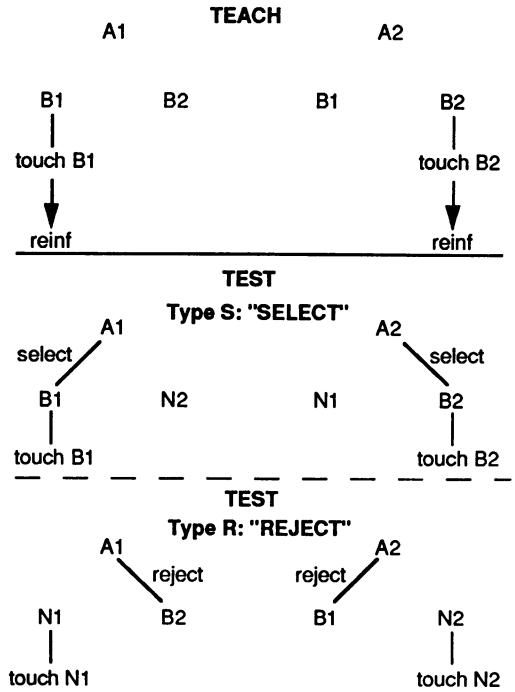 TEACH
A1 A2
B1 B2 B1 B2
touch B1 touch B2
reinf reinf
TEST
Type S: "SELECT"
A1 A2
select select
B1 N2 N1 B2
touch B1 touch B2
TEST
Type R: "REJECT"
A1 A2
reject reject
N1 B2 B1 N2
touch N1 touch N2